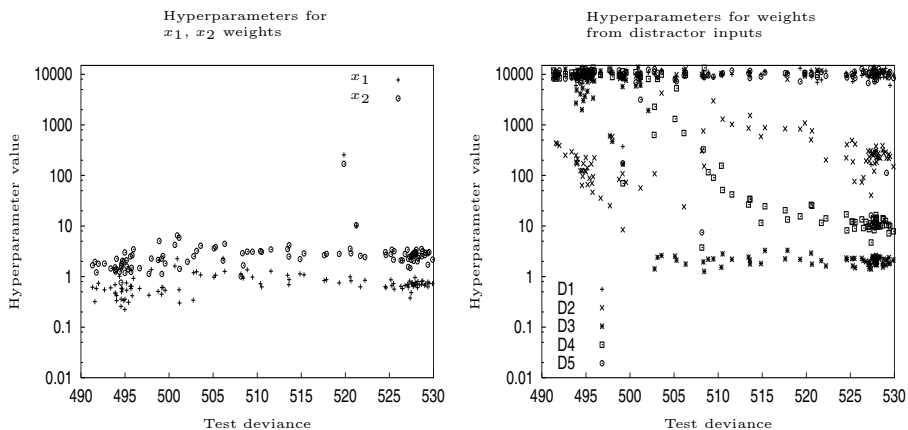 Hyperparameters for
x1, x2 weights
Hyperparameter value
10000
1000
100
10
1
0.1
0.01
x1
x2
490 495 500 505 510 515 520 525 530
Test deviance
Hyperparameters for weights
from distractor inputs
Hyperparameter value
10000
1000
100
10
1
0.1
0.01
D1
D2
D3
D4
D5
490 495 500 505 510 515 520 525 530
Test deviance